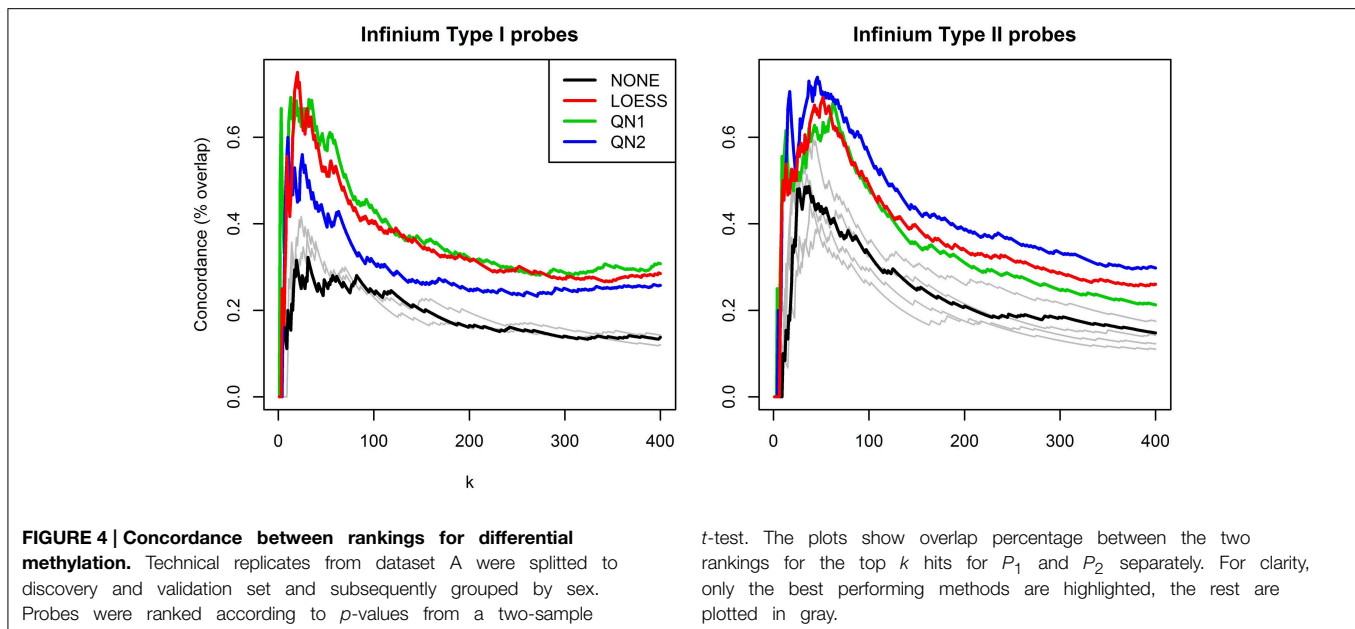 Infinium Type I probes
Concordance (% overlap)
0.0
0.2
0.4
0.6
0
100
200
300
400
k
NONE
LOESS
QN1
QN2
Infinium Type II probes
0.0
0.2
0.4
0.6
0
100
200
300
400
FIGURE 4 | Concordance between rankings for differential
methylation. Technical replicates from dataset A were splitted to
discovery and validation set and subsequently grouped by sex.
Probes were ranked according to p-values from a two-sample
t-test. The plots show overlap percentage between the two
rankings for the top k hits for P1 and P2 separately. For clarity,
only the best performing methods are highlighted, the rest are
plotted in gray.